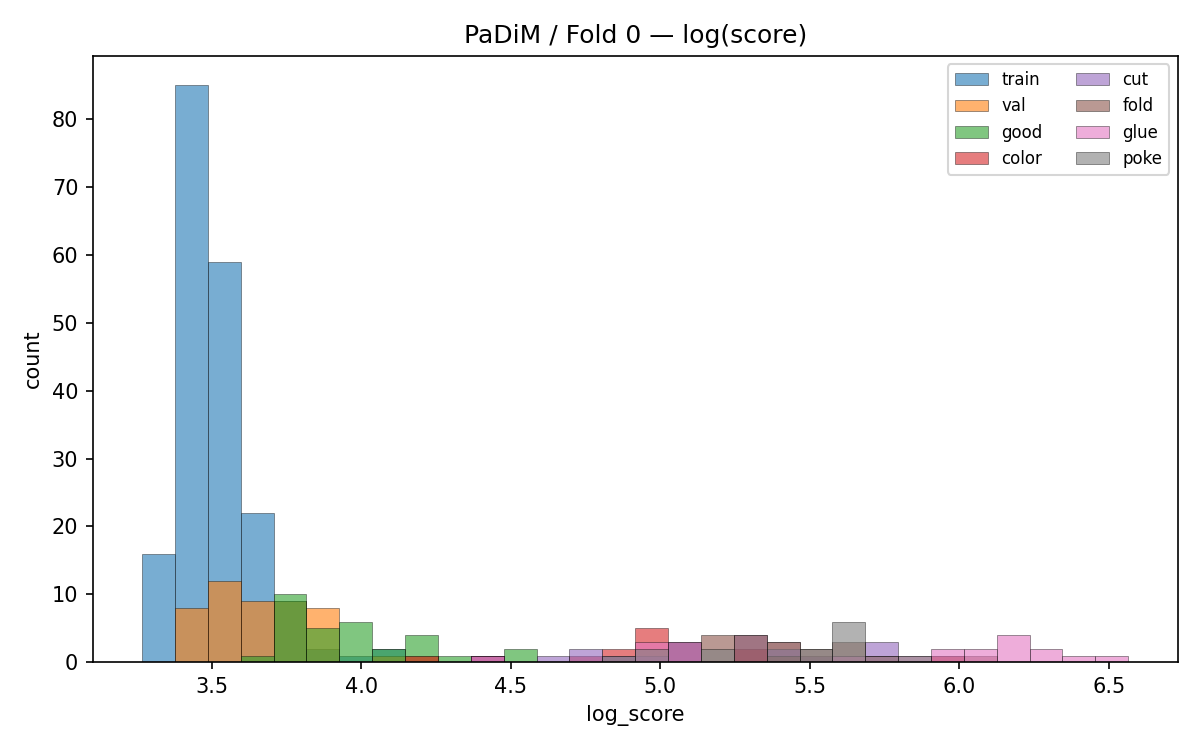 PaDiM / Fold 0 — log(score)
train
val
good
color
cut
fold
glue
poke
count
80
70
60
50
40
30
20
10
0
3.5 4.0 4.5 5.0 5.5 6.0 6.5
log_score